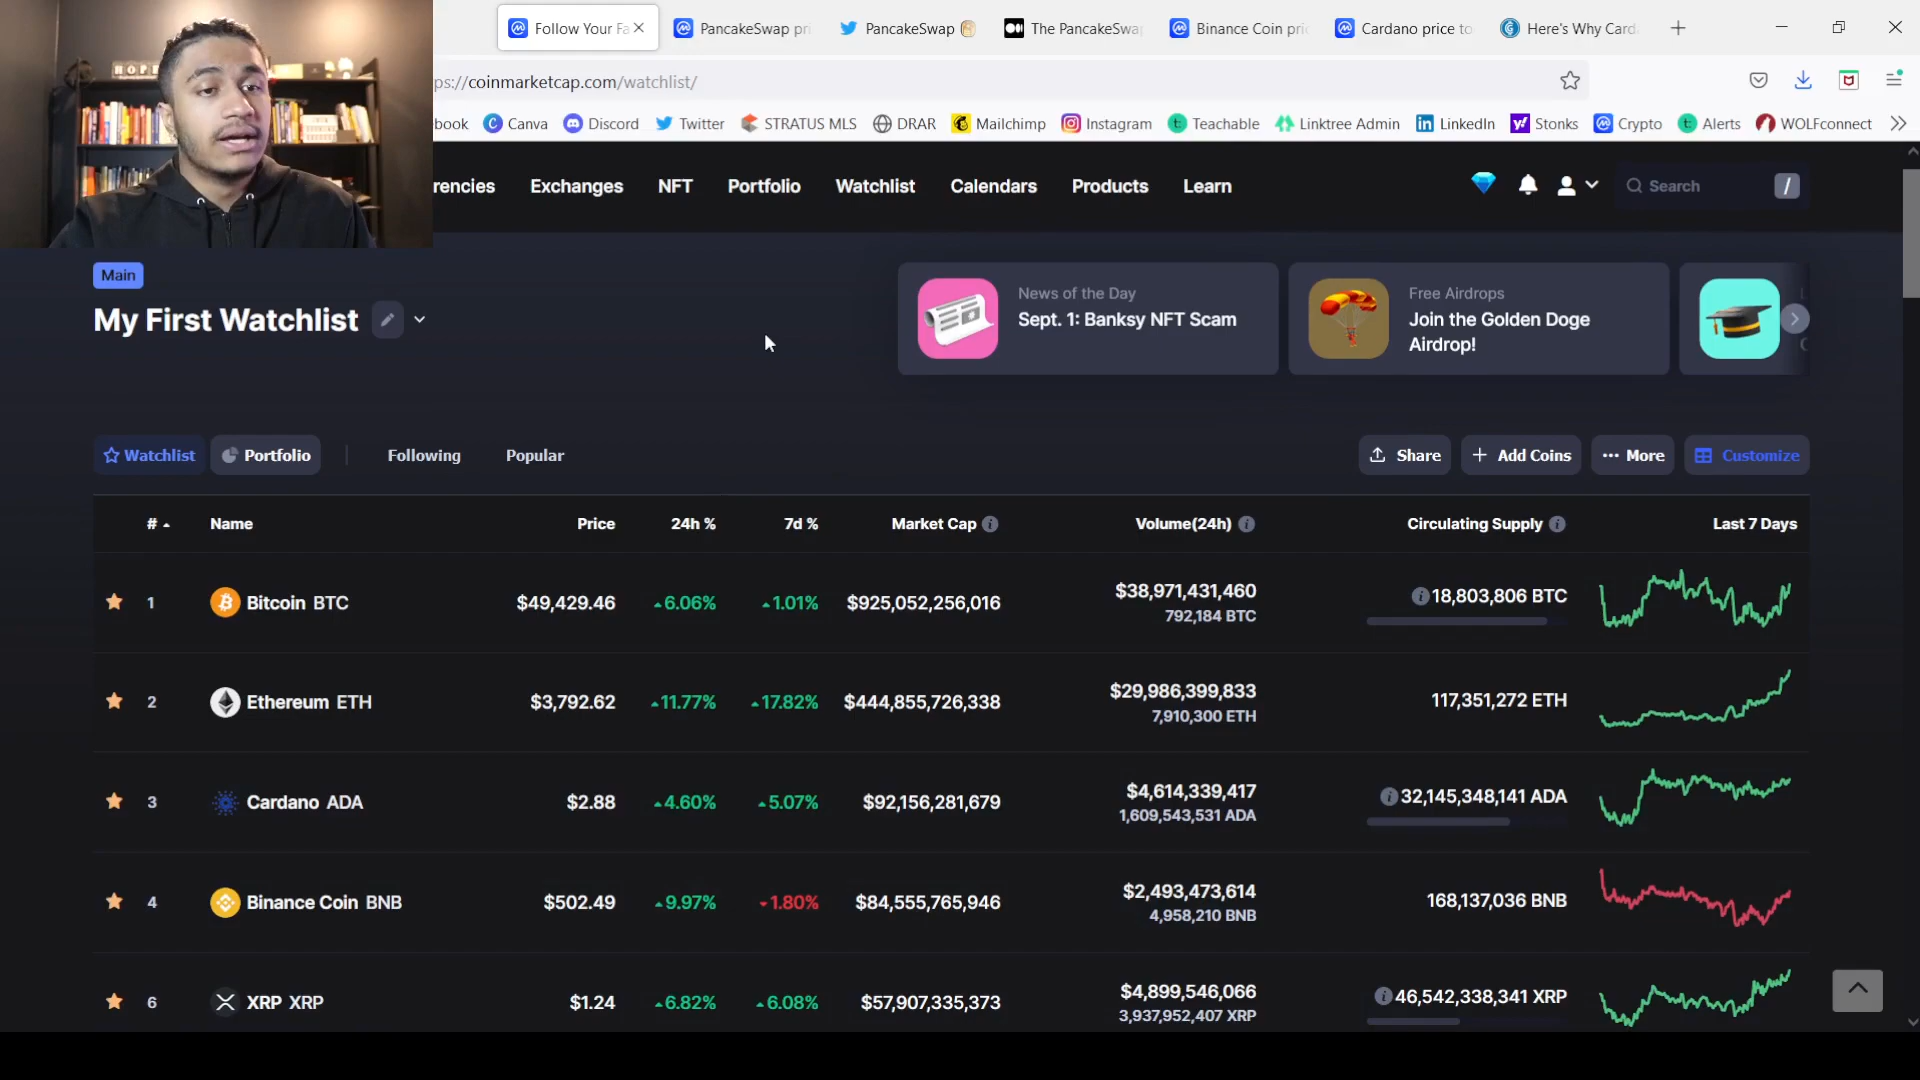 Follow Your Fa
PancakeSwap pri
PancakeSwap
The PancakeSwa
Binance Coin pric
Cardano price to
Here's Why Card
ps://coinmarketcap.com/watchlist/
book
Canva
Discord
Twitter
STRATUS MLS
DRAR
Mailchimp
Instagram
Teachable
Linktree Admin
LinkedIn
Stonks
Crypto
Alerts
WOLFconnect
rencies
Exchanges
NFT
Portfolio
Watchlist
Calendars
Products
Learn
Search
/
Main
My First Watchlist
News of the Day
Sept. 1: Banksy NFT Scam
Free Airdrops
Join the Golden Doge
Airdrop!
Watchlist
Portfolio
Following
Popular
Share
Add Coins
More
Customize
# Name Price 24h % 7d % Market Cap Volume(24h) Circulating Supply Last 7 Days
1 Bitcoin BTC $49,429.46 6.06% 1.01% $925,052,256,016 $38,971,431,460 18,803,806 BTC
792,184 BTC
2 Ethereum ETH $3,792.62 11.77% 17.82% $444,855,726,338 $29,986,399,833 117,351,272 ETH
7,910,300 ETH
3 Cardano ADA $2.88 4.60% 5.07% $92,156,281,679 $4,614,339,417 32,145,348,141 ADA
1,609,543,531 ADA
4 Binance Coin BNB $502.49 9.97% 1.80% $84,555,765,946 $2,493,473,614 168,137,036 BNB
4,958,210 BNB
6 XRP XRP $1.24 6.82% 6.08% $57,907,335,373 $4,899,546,066 46,542,338,341 XRP
3,937,952,407 XRP